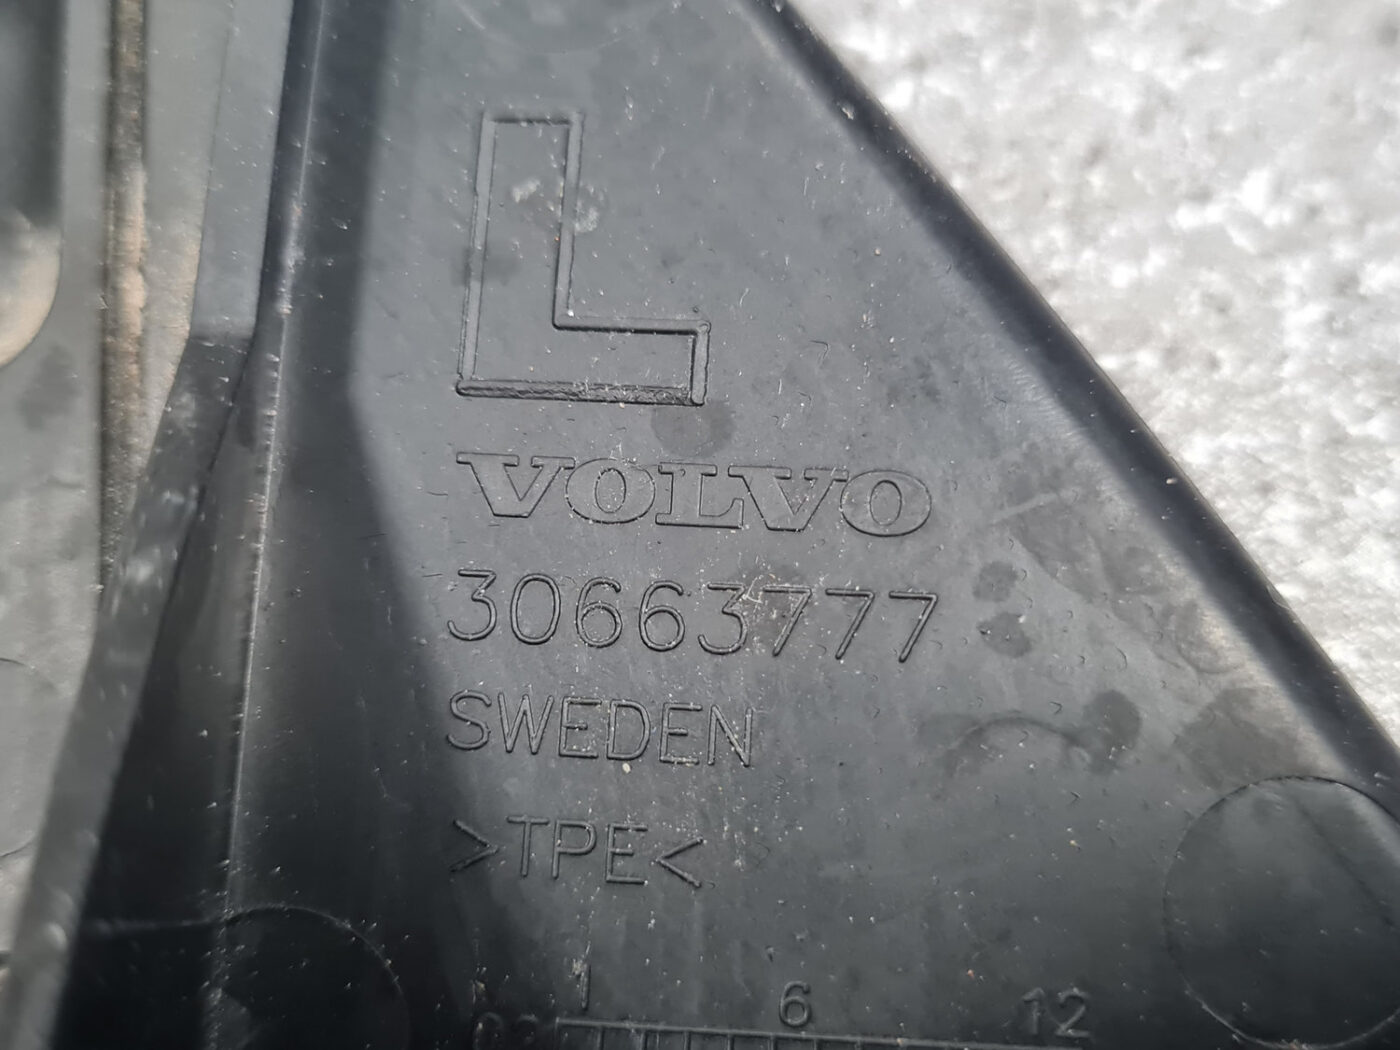 L
VOLVO
30663777
SWEDEN
>TPE<
1 6 12